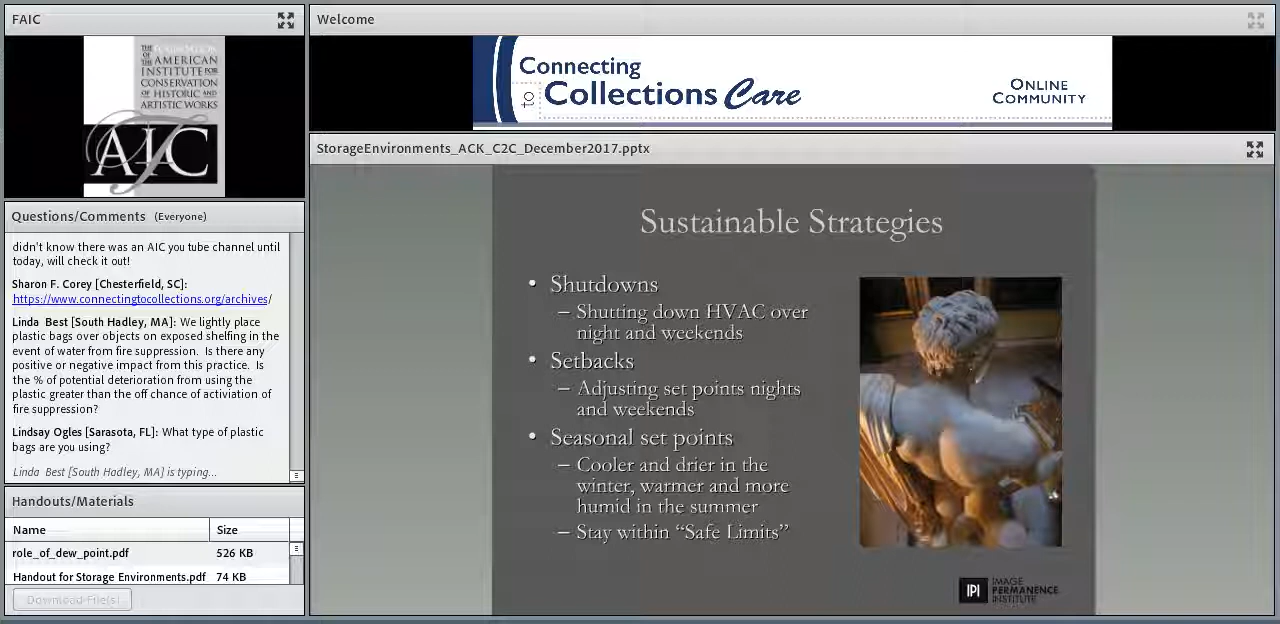 FAIC
THE FOUNDATION
OF THE AMERICAN
INSTITUTE FOR
CONSERVATION
OF HISTORIC AND
ARTISTIC WORKS
AIC
Questions/Comments (Everyone)
didn't know there was an AIC you tube channel until
today, will check it out!
Sharon F. Corey [Chesterfield, SC]:
https://www.connectingtocollections.org/archives/
Linda Best [South Hadley, MA]: We lightly place
plastic bags over objects on exposed shelfing in the
event of water from fire suppression. Is there any
positive or negative impact from this practice. Is
the % of potential deterioration from using the
plastic greater than the off chance of activiation of
fire suppression?
Lindsay Ogles [Sarasota, FL]: What type of plastic
bags are you using?
Linda Best [South Hadley, MA] is typing...
Handouts/Materials
Name Size
role_of_dew_point.pdf 526 KB
Handout for Storage Environments.pdf 74 KB
Download File(s)
Welcome
Connecting
to Collections Care
ONLINE
COMMUNITY
StorageEnvironments_ACK_C2C_December2017.pptx
Sustainable Strategies
• Shutdowns
– Shutting down HVAC over
night and weekends
• Setbacks
– Adjusting set points nights
and weekends
• Seasonal set points
– Cooler and drier in the
winter, warmer and more
humid in the summer
– Stay within “Safe Limits”
IPI
IMAGE
PERMANENCE
INSTITUTE